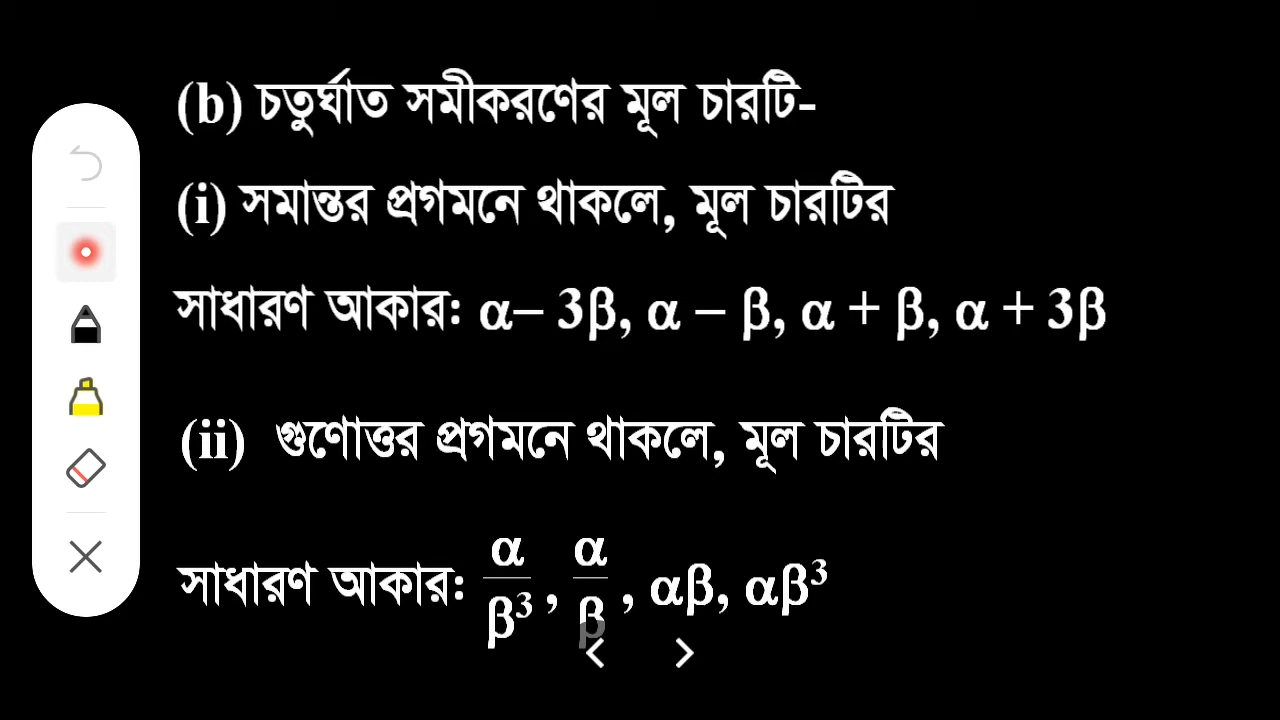 (b) চতুর্ঘাত সমীকরণের মূল চারটি-
(i) সমান্তর প্রগমনে থাকলে, মূল চারটির
সাধারণ আকার: α– 3β, α – β, α + β, α + 3β
(ii) গুণোত্তর প্রগমনে থাকলে, মূল চারটির
সাধারণ আকার: α/β³, α/β, αβ, αβ³